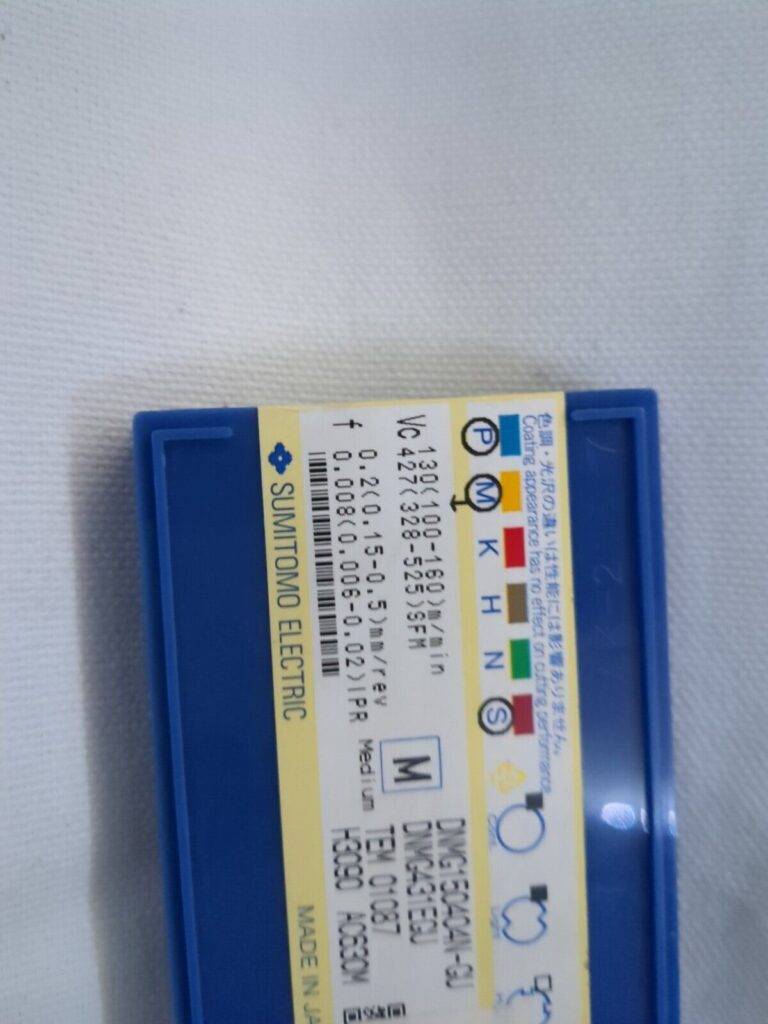 色調・光沢の違いは性能には影響ありません。
Coating appearance has no effect on cutting performance.
P M K H N S
Light
130(100-160)m/min
VC 427(328-525)SFM
0.2(0.15-0.5)mm/rev
f 0.008(0.006-0.02)IPR
M
Medium
DNMG150404N-GU
DNMG431EGU
TEM 01087
H3090 AC630M
SUMITOMO ELECTRIC
MADE IN JA